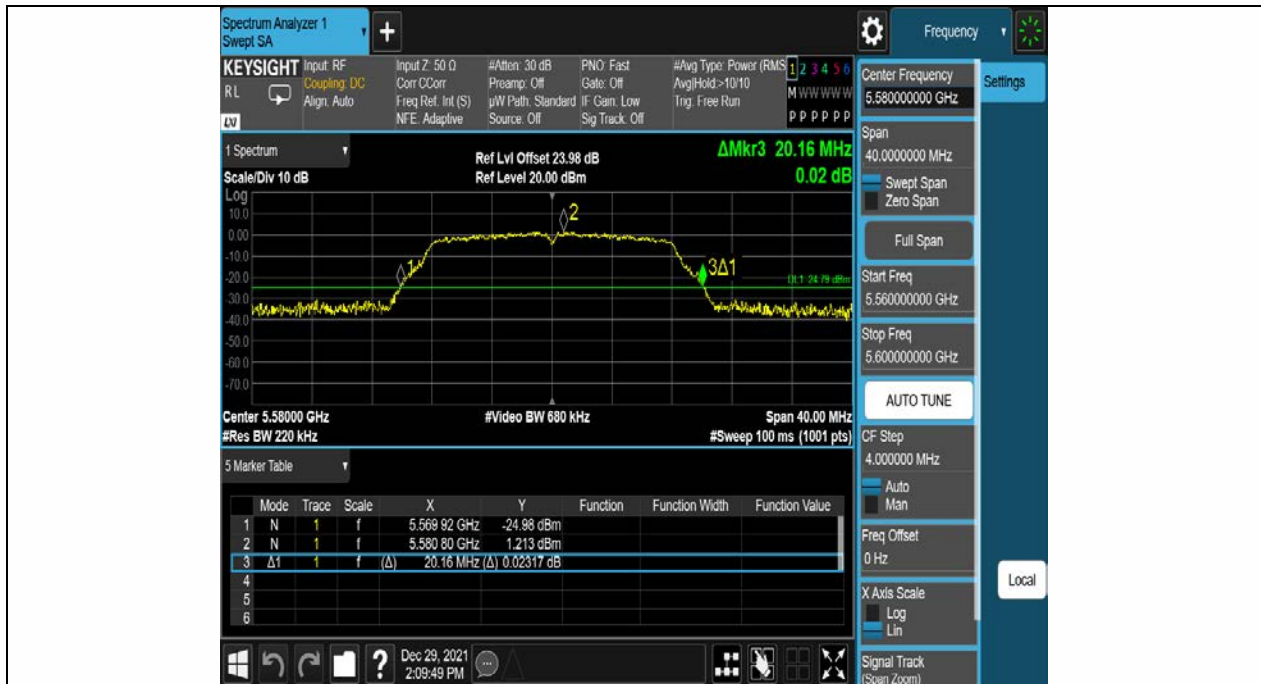 Spectrum Analyzer 1
Swept SA
+
Frequency
KEYSIGHT
RL
LXI
Input: RF
Coupling: DC
Align: Auto
Input Z: 50 Ω
Corr CCorr
Freq Ref: Int (S)
NFE: Adaptive
#Atten: 30 dB
Preamp: Off
µW Path: Standard
Source: Off
PNO: Fast
Gate: Off
IF Gain: Low
Sig Track: Off
#Avg Type: Power (RMS
Avg|Hold:>10/10
Trig: Free Run
1 2 3 4 5 6
M W W W W W
P P P P P P
1 Spectrum
Scale/Div 10 dB
Ref Lvl Offset 23.98 dB
Ref Level 20.00 dBm
ΔMkr3 20.16 MHz
0.02 dB
Log
10.0
0.00
-10.0
-20.0
-30.0
-40.0
-50.0
-60.0
-70.0
1
2
3Δ1
DL1 -24.79 dBm
Center 5.58000 GHz
#Res BW 220 kHz
#Video BW 680 kHz
Span 40.00 MHz
#Sweep 100 ms (1001 pts)
5 Marker Table
Mode Trace Scale X Y Function Function Width Function Value
1 N 1 f 5.569 92 GHz -24.98 dBm
2 N 1 f 5.580 80 GHz 1.213 dBm
3 Δ1 1 f (Δ) 20.16 MHz (Δ) 0.02317 dB
4
5
6
?
Dec 29, 2021
2:09:49 PM
Center Frequency
5.580000000 GHz
Span
40.0000000 MHz
Swept Span
Zero Span
Full Span
Start Freq
5.560000000 GHz
Stop Freq
5.600000000 GHz
AUTO TUNE
CF Step
4.000000 MHz
Auto
Man
Freq Offset
0 Hz
X Axis Scale
Log
Lin
Signal Track
(Span Zoom)
Settings
Local